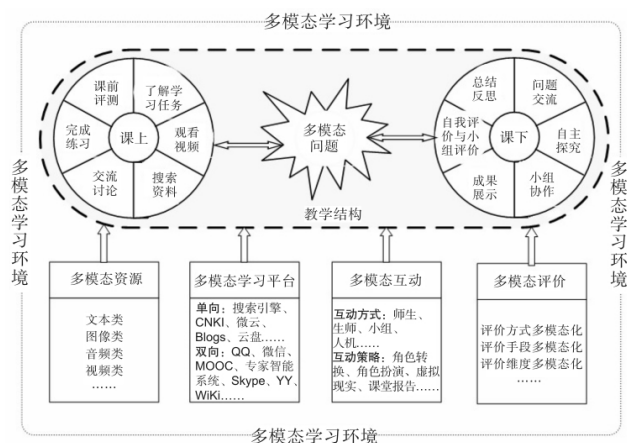 多模态学习环境
课前
评测
了解学
习任务
完成
练习
课上
观看
视频
交流
讨论
搜索
资料
多模态
问题
总结
反思
问题
交流
自我评
价与小
组评价
课下
自主
探究
成果
展示
小组
协作
教学结构
多模态学习环境
多模态学习环境
多模态资源
文本类
图像类
音频类
视频类
……
多模态学习平台
单向：搜索引擎、
CNKI、微云、
Blogs、云盘……
双向：QQ、微信、
MOOC、专家智能
系统、Skype、YY、
WiKi……
多模态互动
互动方式：师生、
生师、小组、
人机……
互动策略：角色转
换、角色扮演、虚拟
现实、课堂报告……
多模态评价
评价方式多模态化
评价手段多模态化
评价维度多模态化
……
多模态学习环境